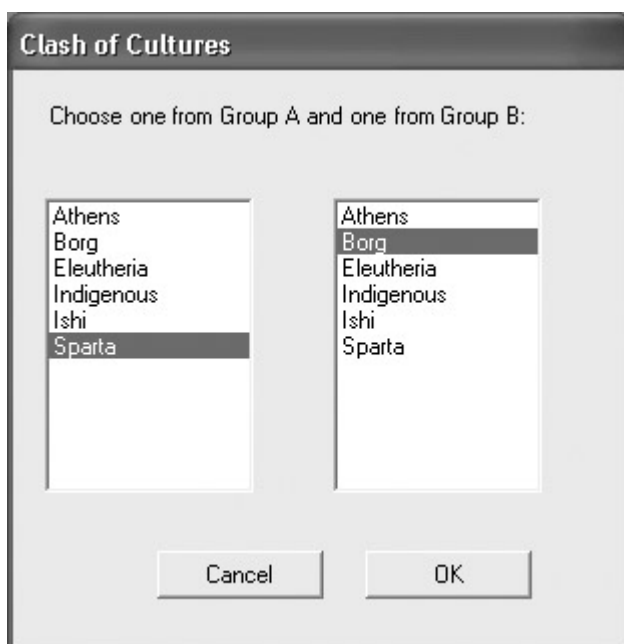 Clash of Cultures
Choose one from Group A and one from Group B:
Athens
Borg
Eleutheria
Indigenous
Ishi
Sparta
Athens
Borg
Eleutheria
Indigenous
Ishi
Sparta
Cancel
OK